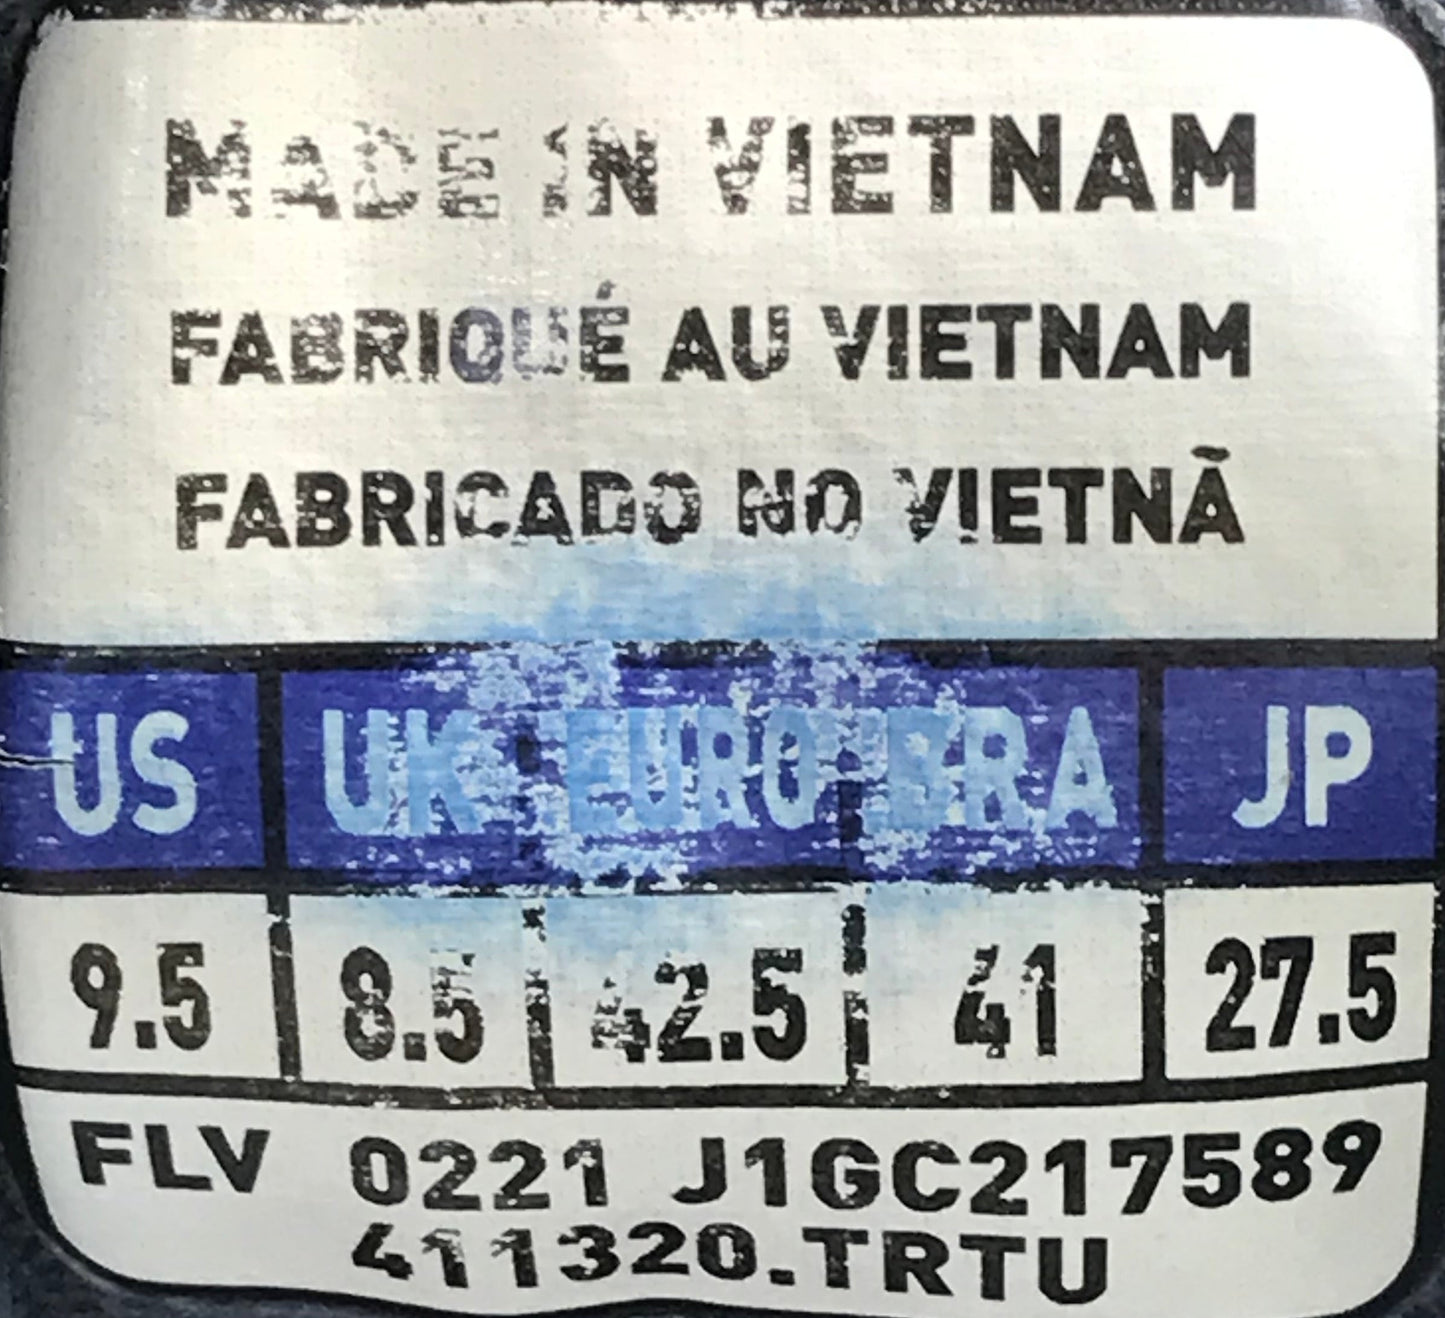 MADE IN VIETNAM
FABRIQUÉ AU VIETNAM
FABRICADO NO VIETNÃ
US UK EURO BRA JP
9.5 8.5 42.5 41 27.5
FLV 0221 J1GC217589
411320.TRTU